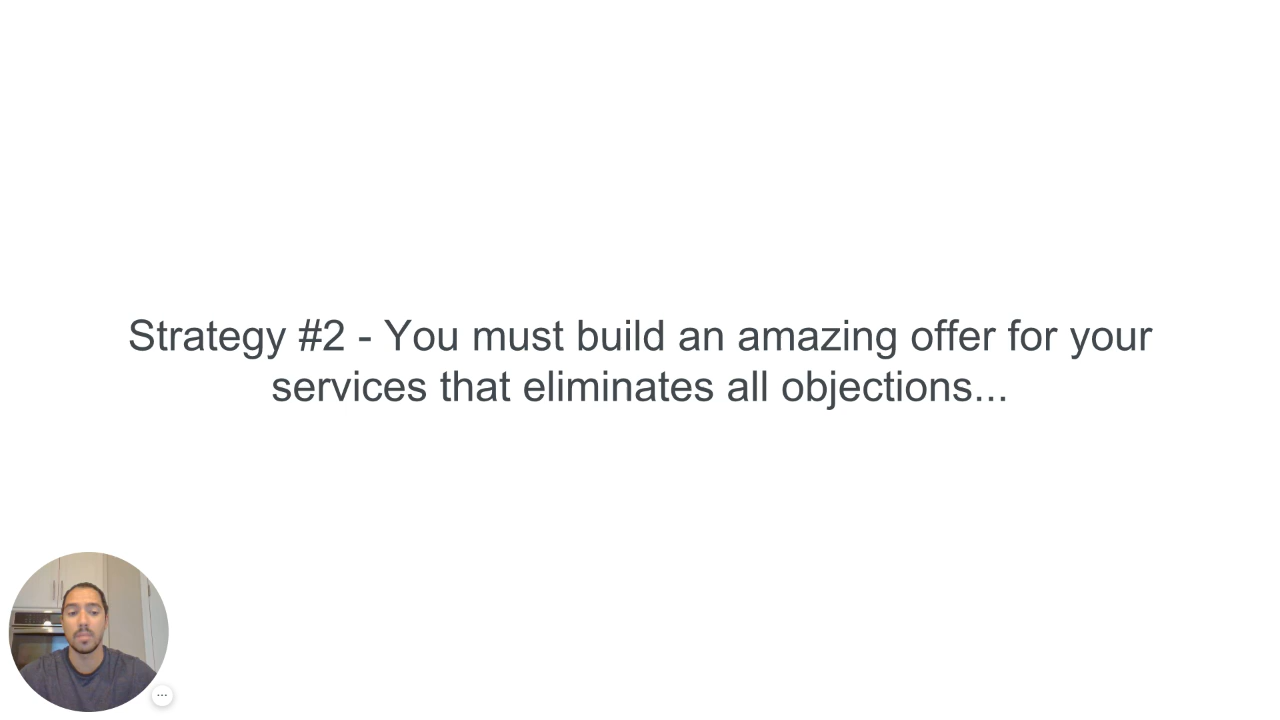 Strategy #2 - You must build an amazing offer for your
services that eliminates all objections...